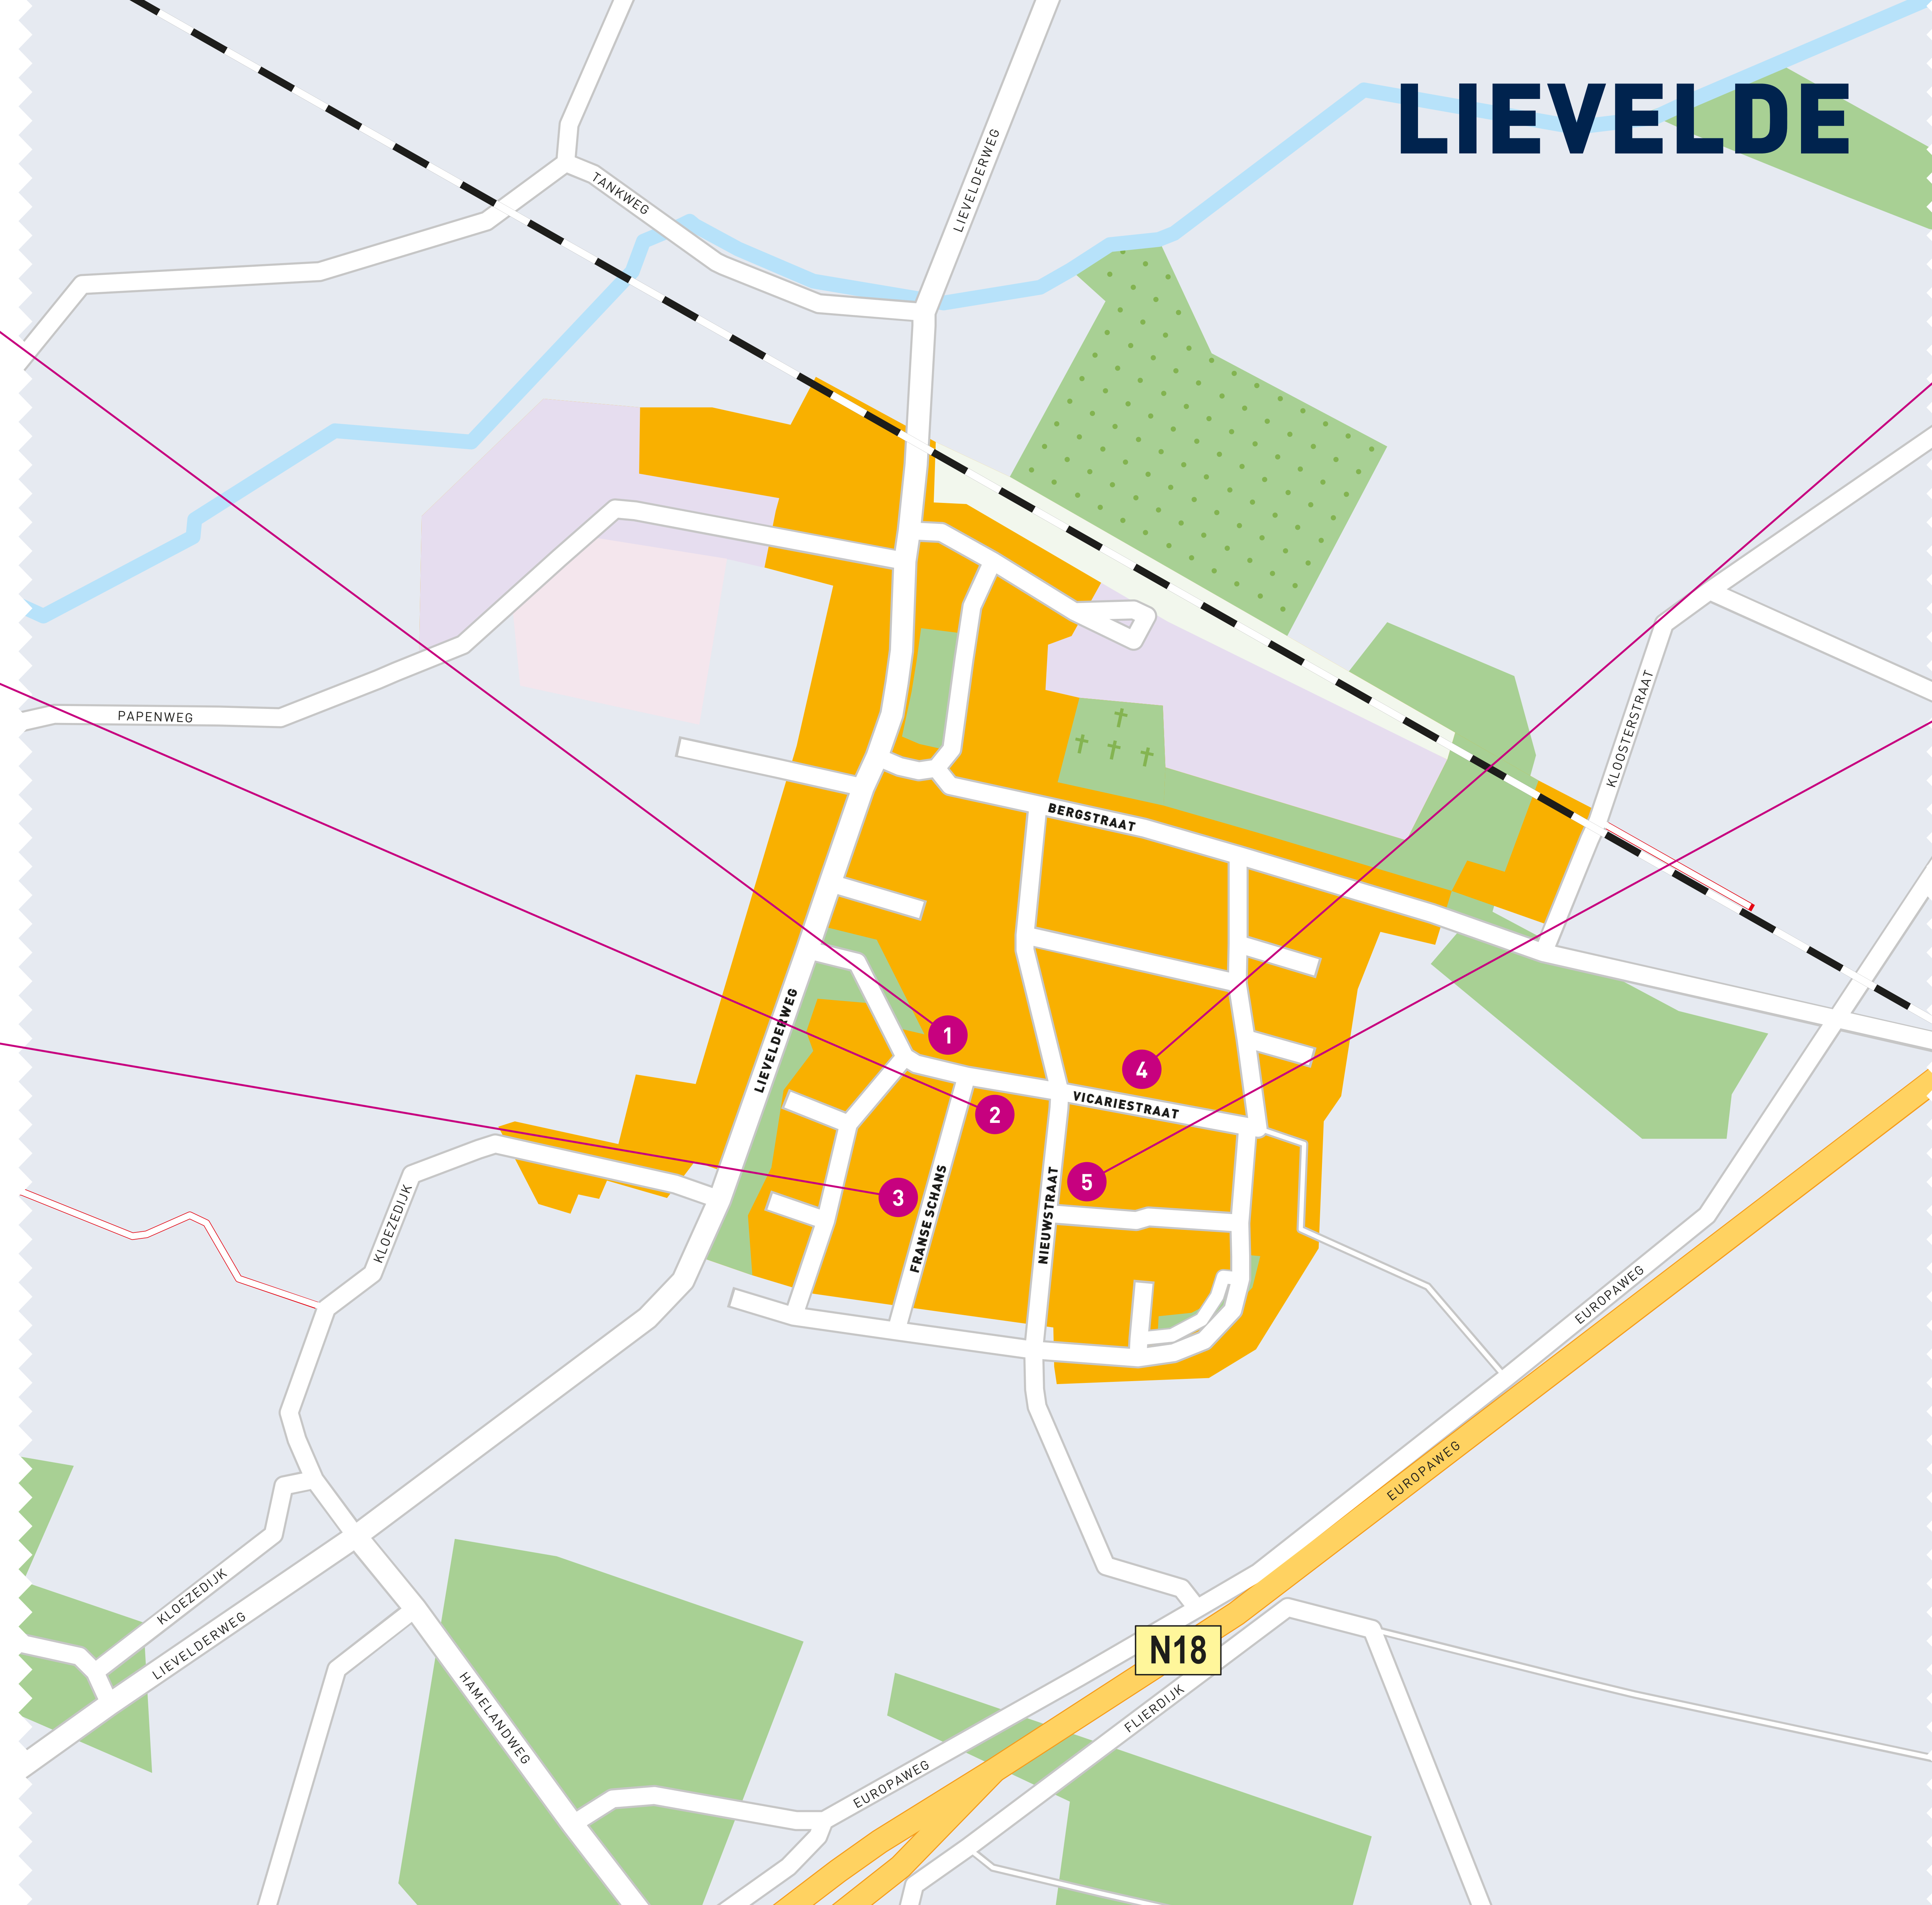 LIEVELDE
TANKWEG
LIEVELDERWEG
PAPENWEG
KLOOSTERSTRAAT
BERGSTRAAT
LIEVELDERWEG
1
4
2
VICARIESTRAAT
5
3
FRANSE SCHANS
NIEUWSTRAAT
KLOEZEDIJK
EUROPAWEG
EUROPAWEG
KLOEZEDIJK
LIEVELDERWEG
N18
HAMELANDWEG
FLIERDIJK
EUROPAWEG